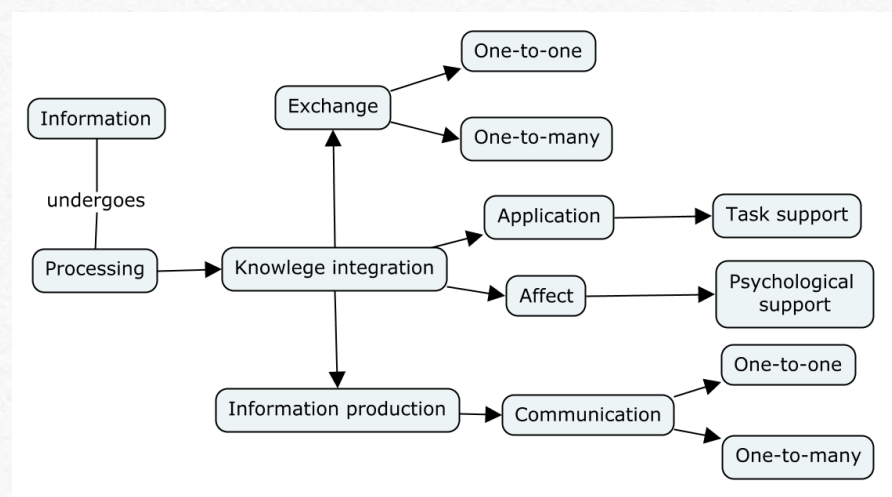 One-to-one
Exchange
Information
One-to-many
undergoes
Application
Task support
Processing
Knowlege integration
Affect
Psychological
support
One-to-one
Information production
Communication
One-to-many